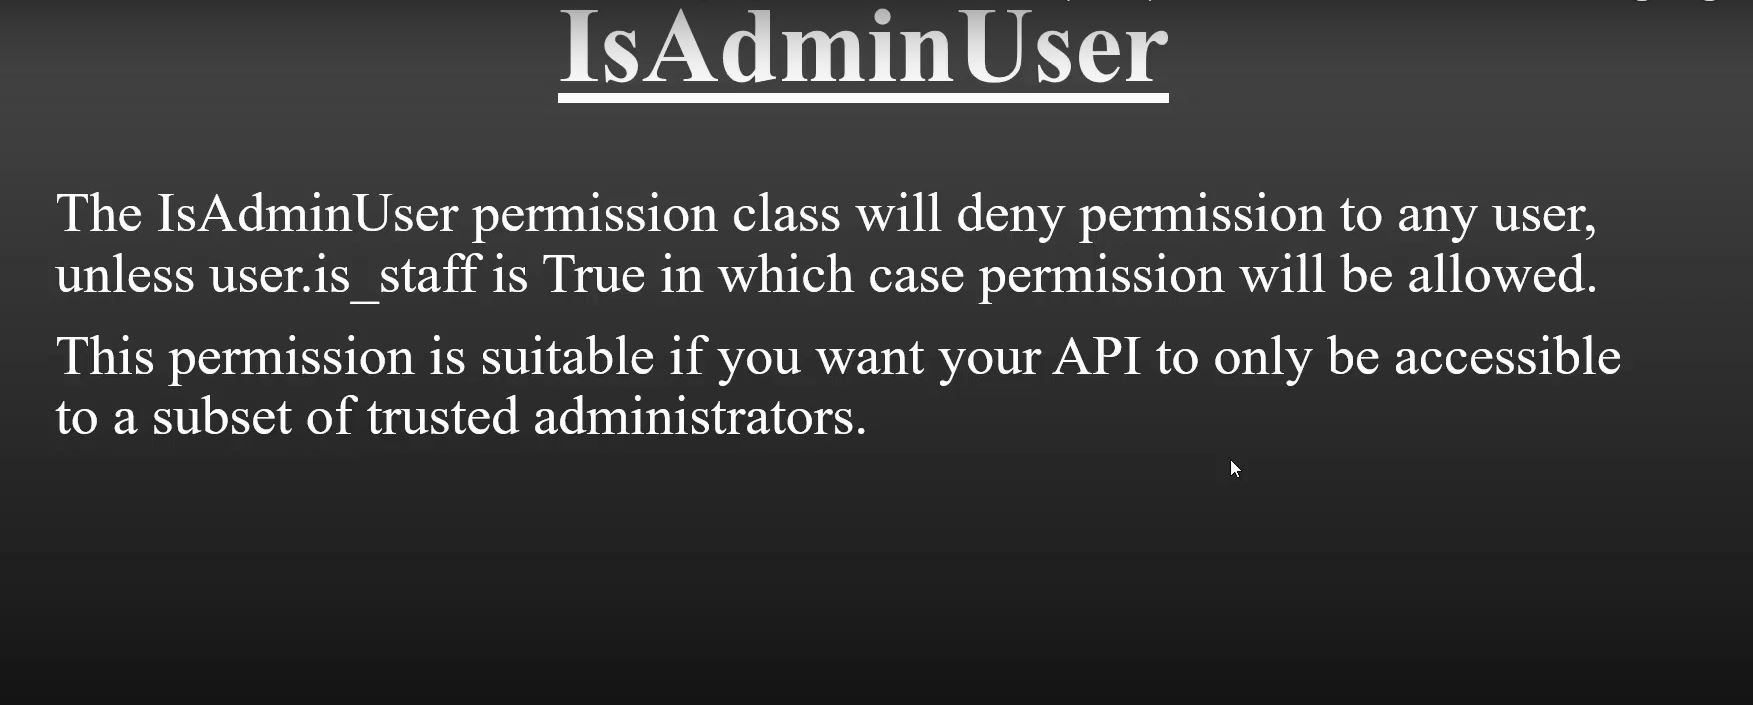 IsAdminUser
The IsAdminUser permission class will deny permission to any user,
unless user.is_staff is True in which case permission will be allowed.
This permission is suitable if you want your API to only be accessible
to a subset of trusted administrators.